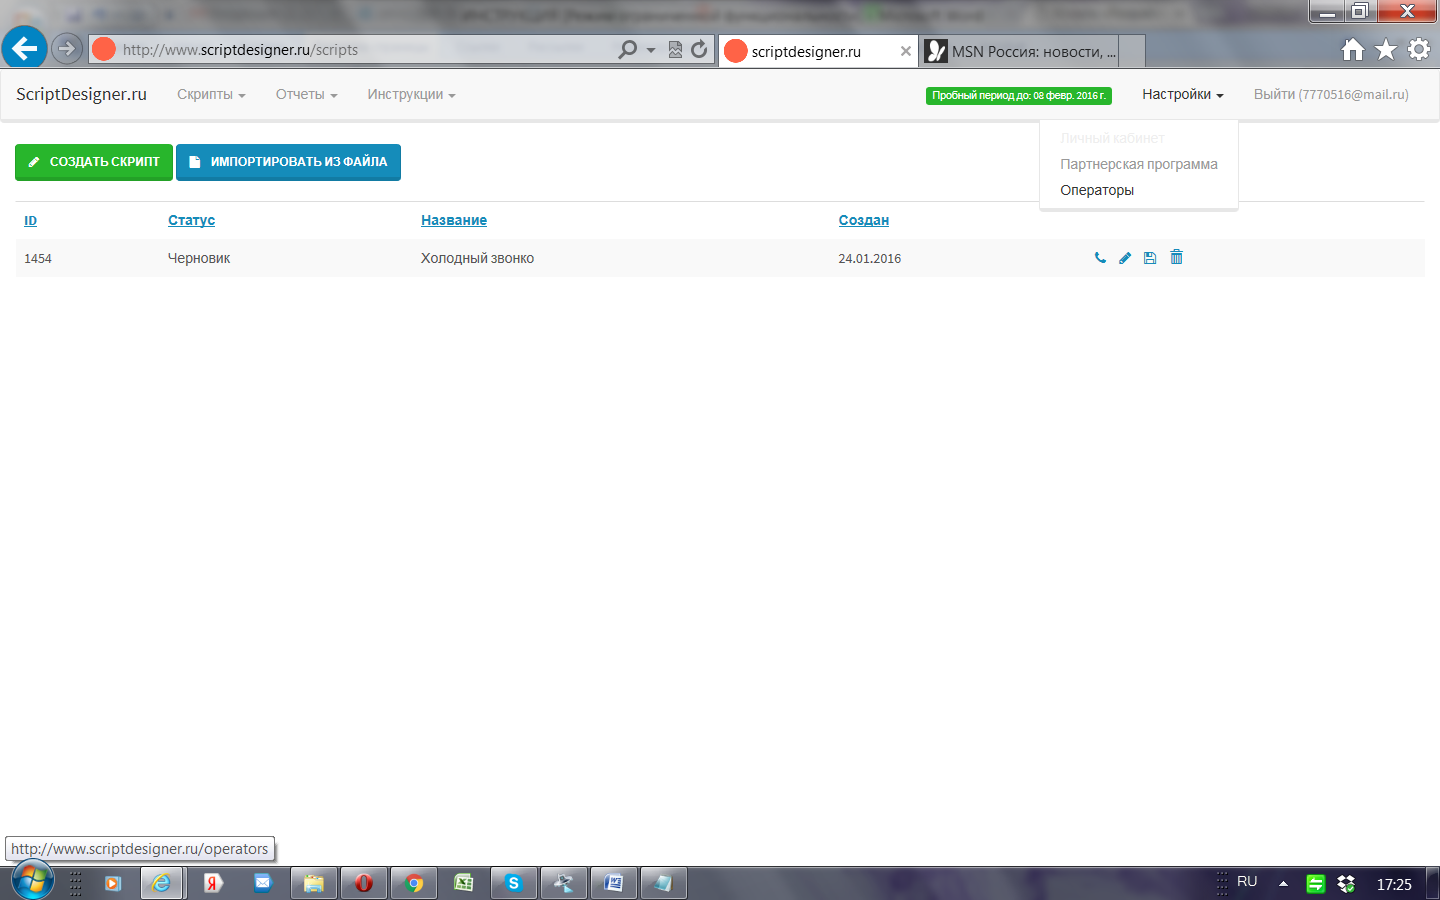 http://www.scriptdesigner.ru/scripts
scriptdesigner.ru
MSN Россия: новости, ...
ScriptDesigner.ru
Скрипты
Отчеты
Инструкции
Пробный период до: 08 февр. 2016 г.
Настройки
Выйти (7770516@mail.ru)
Личный кабинет
Партнерская программа
Операторы
СОЗДАТЬ СКРИПТ
ИМПОРТИРОВАТЬ ИЗ ФАЙЛА
ID Статус Название Создан
1454 Черновик Холодный звонко 24.01.2016
http://www.scriptdesigner.ru/operators
RU
17:25